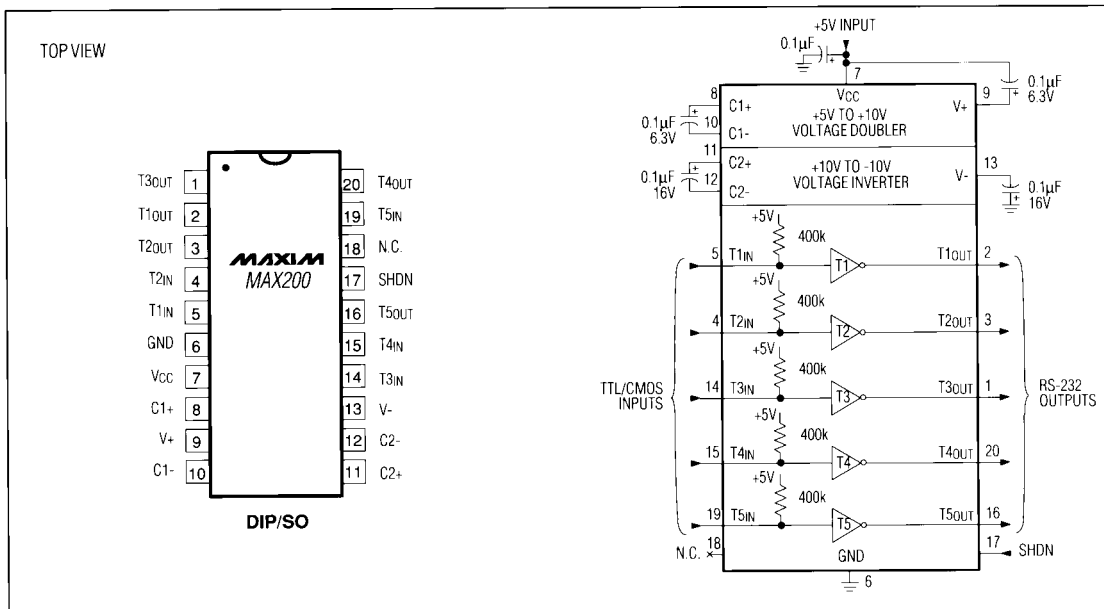 TOP VIEW
T3OUT 1
T1OUT 2
T2OUT 3
T2IN 4
T1IN 5
GND 6
VCC 7
C1+ 8
V+ 9
C1- 10
MAXIM
MAX200
20 T4OUT
19 T5IN
18 N.C.
17 SHDN
16 T5OUT
15 T4IN
14 T3IN
13 V-
12 C2-
11 C2+
DIP/SO
+5V INPUT
0.1µF +
7
0.1µF
6.3V
+
VCC
8 C1+
0.1µF
6.3V
+
10 C1-
+5V TO +10V
VOLTAGE DOUBLER
V+ 9
11 C2+
0.1µF
16V
+
12 C2-
+10V TO -10V
VOLTAGE INVERTER
V- 13
0.1µF
16V
+
+5V
400k
5 T1IN T1 T1OUT 2
+5V
400k
4 T2IN T2 T2OUT 3
+5V
400k
TTL/CMOS
INPUTS
14 T3IN T3 T3OUT 1
RS-232
OUTPUTS
+5V
400k
15 T4IN T4 T4OUT 20
+5V
400k
19 T5IN T5 T5OUT 16
18
N.C.
GND
17
SHDN
6